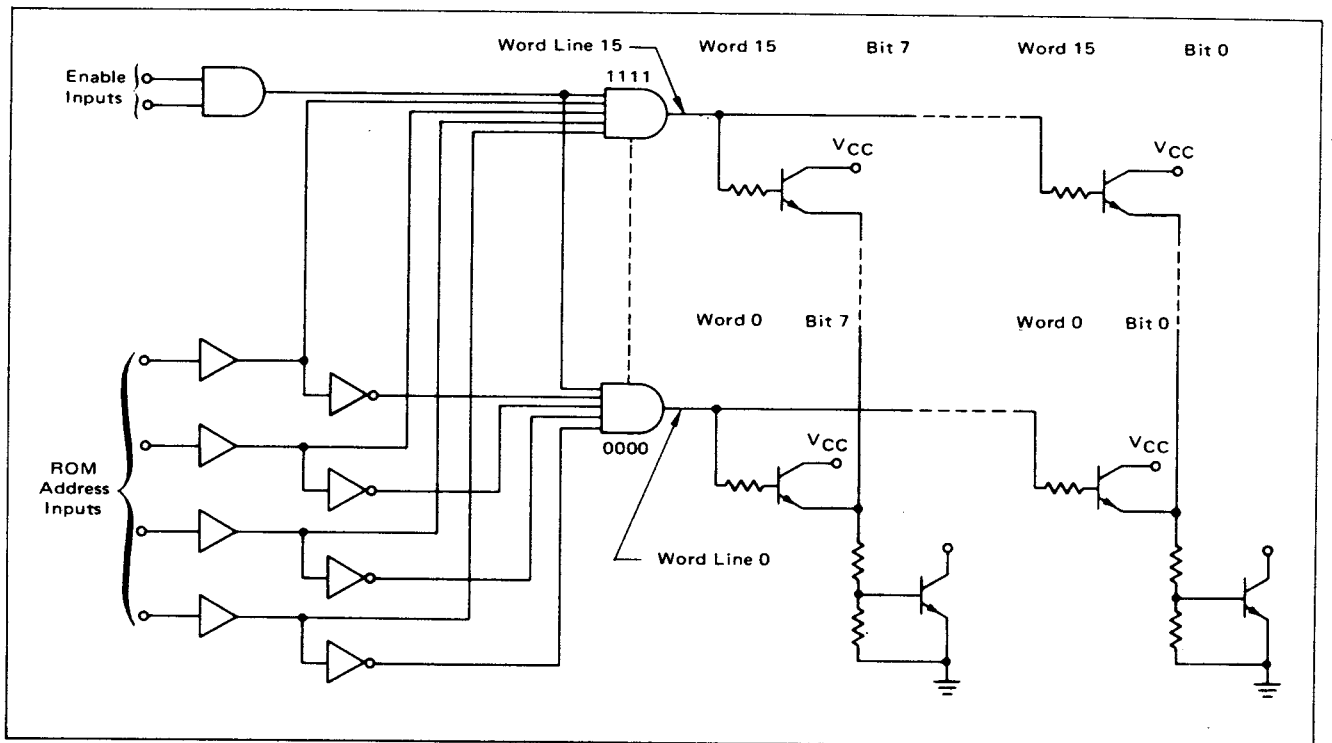 Word Line 15
Word 15
Bit 7
Word 15
Bit 0
Enable
Inputs
1111
VCC
VCC
Word 0
Bit 7
Word 0
Bit 0
0000
VCC
VCC
ROM
Address
Inputs
Word Line 0